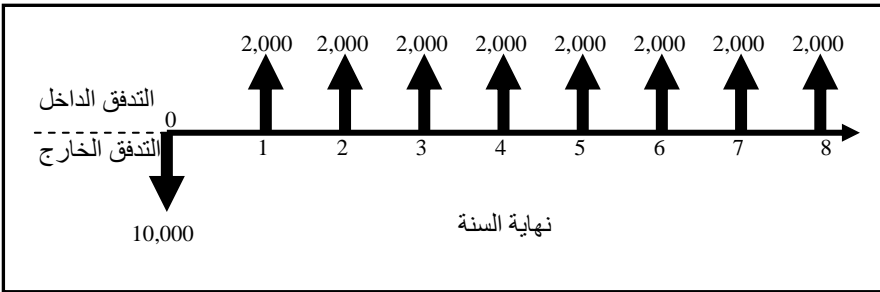 2,000 2,000 2,000 2,000 2,000 2,000 2,000 2,000
التدفق الداخل
0
التدفق الخارج
1 2 3 4 5 6 7 8
10,000
نهاية السنة